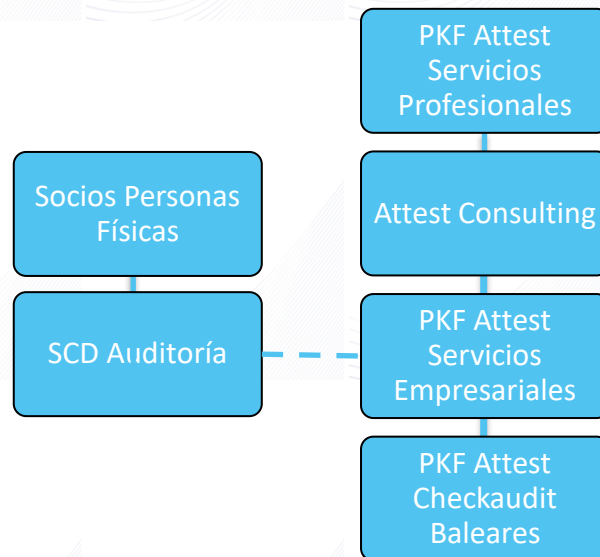 PKF Attest
Servicios
Profesionales
Socios Personas
Físicas
Attest Consulting
SCD Auditoría
PKF Attest
Servicios
Empresariales
PKF Attest
Checkaudit
Baleares